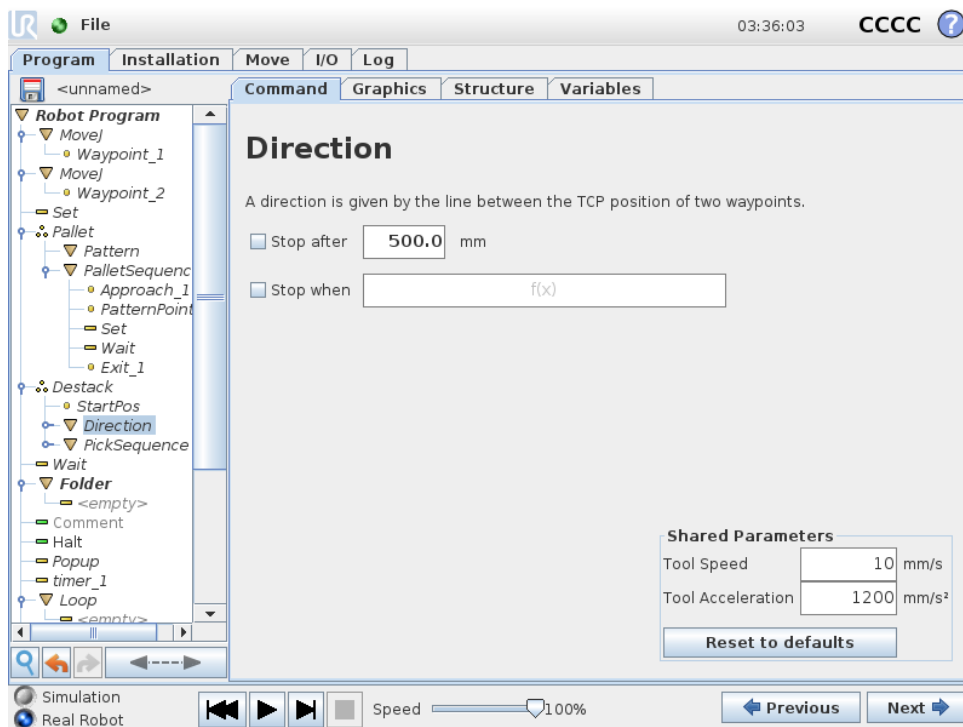 UR File 03:36:03 CCCC ?
Program Installation Move I/O Log
<unnamed> Command Graphics Structure Variables
Robot Program
MoveJ
Waypoint_1
MoveJ
Waypoint_2
Set
Pallet
Pattern
PalletSequenc
Approach_1
PatternPoint
Set
Wait
Exit_1
Destack
StartPos
Direction
PickSequence
Wait
Folder
<empty>
Comment
Halt
Popup
timer_1
Loop
<empty>
Direction
A direction is given by the line between the TCP position of two waypoints.
Stop after 500.0 mm
Stop when f(x)
Shared Parameters
Tool Speed 10 mm/s
Tool Acceleration 1200 mm/s²
Reset to defaults
Simulation
Real Robot
Speed 100%
Previous Next